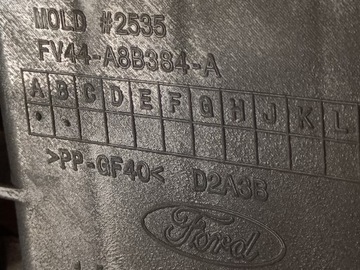 MOLD #2535
FV44-A8B384-A
A B C D E F G H J K L
>PP-GF40< D2A3B
Ford